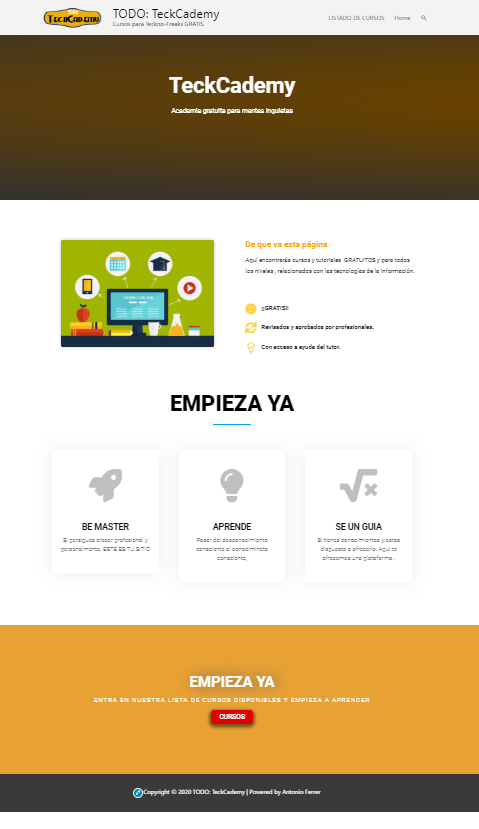 TECKCADEMY
TODO: TeckCademy
Cursos para Teckno-Freaks GRATIS
LISTADO DE CURSOS
Home
TeckCademy
Academia gratuita para mentes inquietas
LEARN ONLINE
De que va esta página
Aquí encontrarás cursos y tutoriales GRATUITOS y para todos
los niveles , relacionados con las tecnologías de la información.
¡¡GRATIS!!
Revisados y aprobados por profesionales.
Con acceso a ayuda del tutor.
EMPIEZA YA
BE MASTER
Si persigues crecer profesional y
personalmente. ESTE ES TU SITIO
APRENDE
Pasar del desconocimiento
consciente al conocimiento
consciente,
SE UN GUIA
Si tienes conocimientos y estas
dispuesto a ofrecerlo. Aquí te
ofrecemos una plataforma .
EMPIEZA YA
ENTRA EN NUESTRA LISTA DE CURSOS DISPONIBLES Y EMPIEZA A APRENDER
CURSOS
Copyright © 2020 TODO: TeckCademy | Powered by Antonio Ferrer